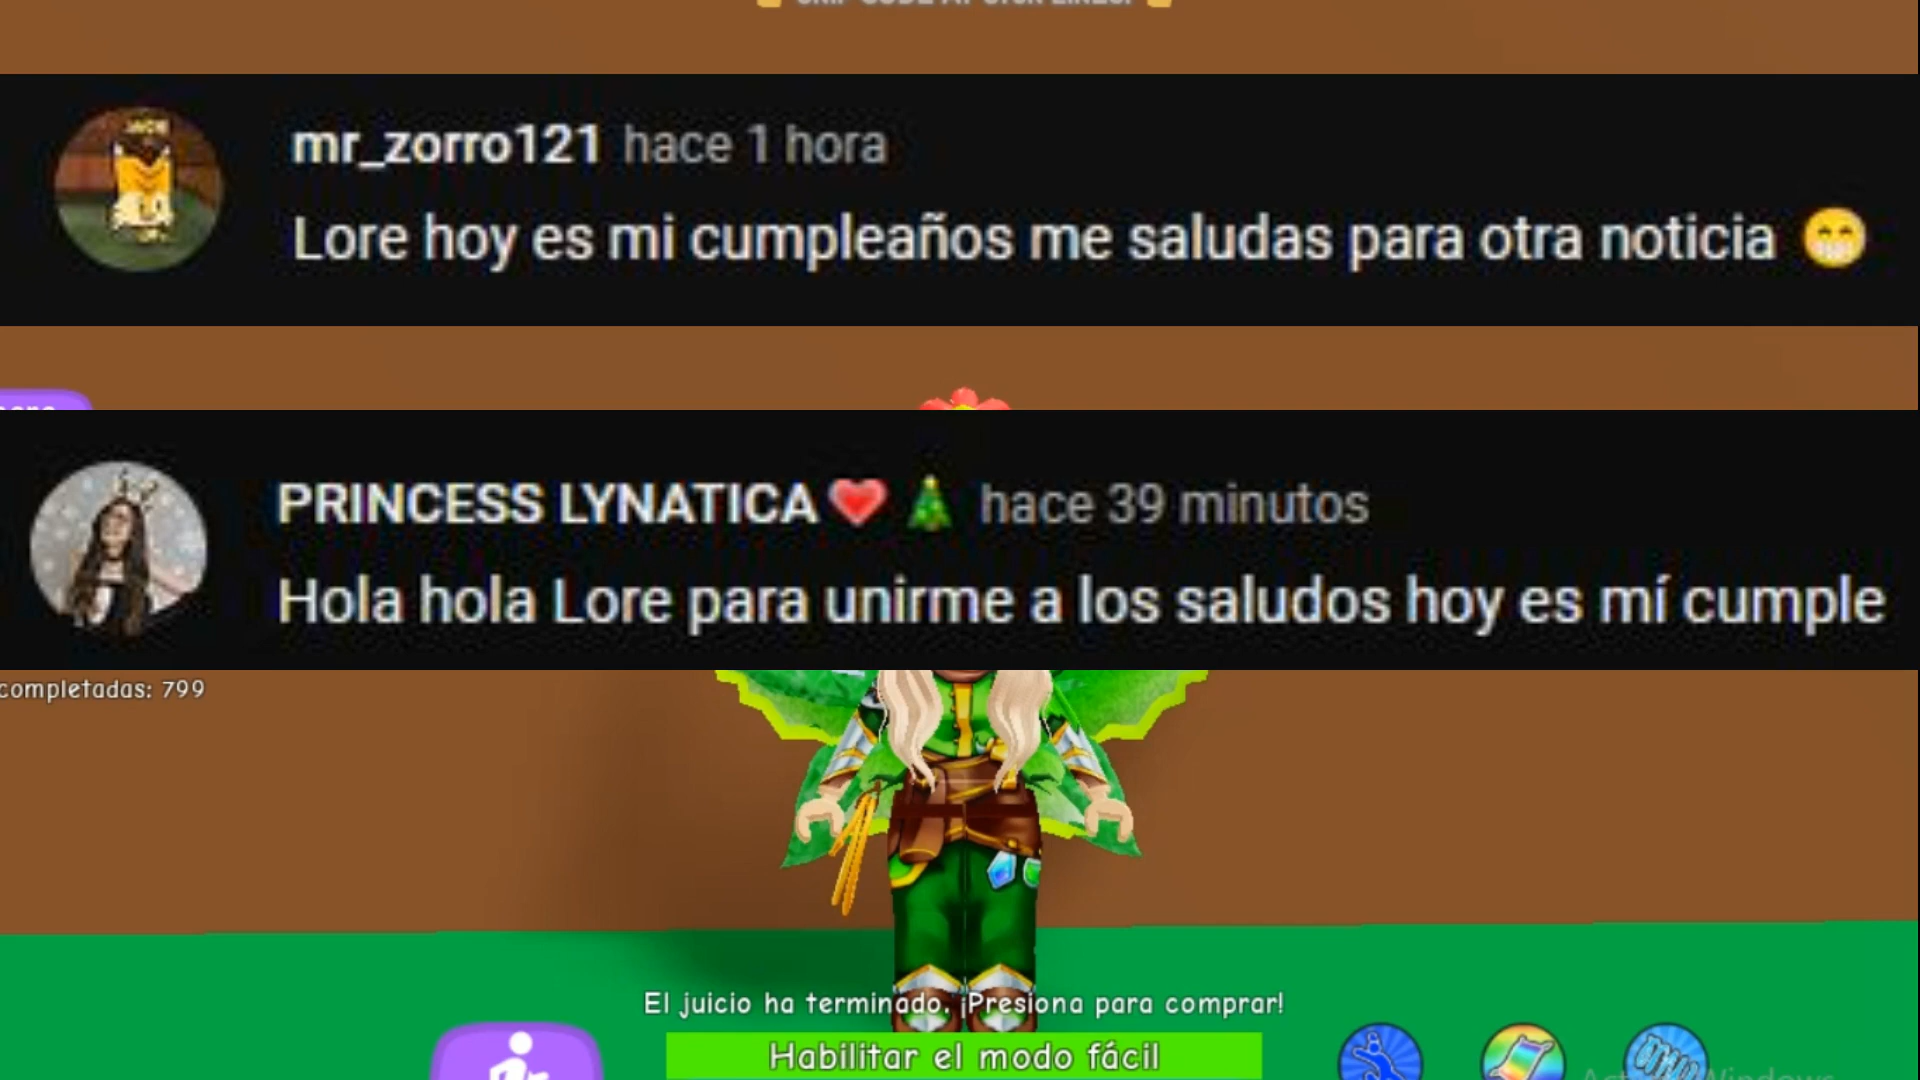 mr_zorro121 hace 1 hora
Lore hoy es mi cumpleaños me saludas para otra noticia 😁
PRINCESS LYNATICA❤️🎄 hace 39 minutos
Hola hola Lore para unirme a los saludos hoy es mí cumple
completadas: 799
El juicio ha terminado. ¡Presiona para comprar!
Habilitar el modo fácil